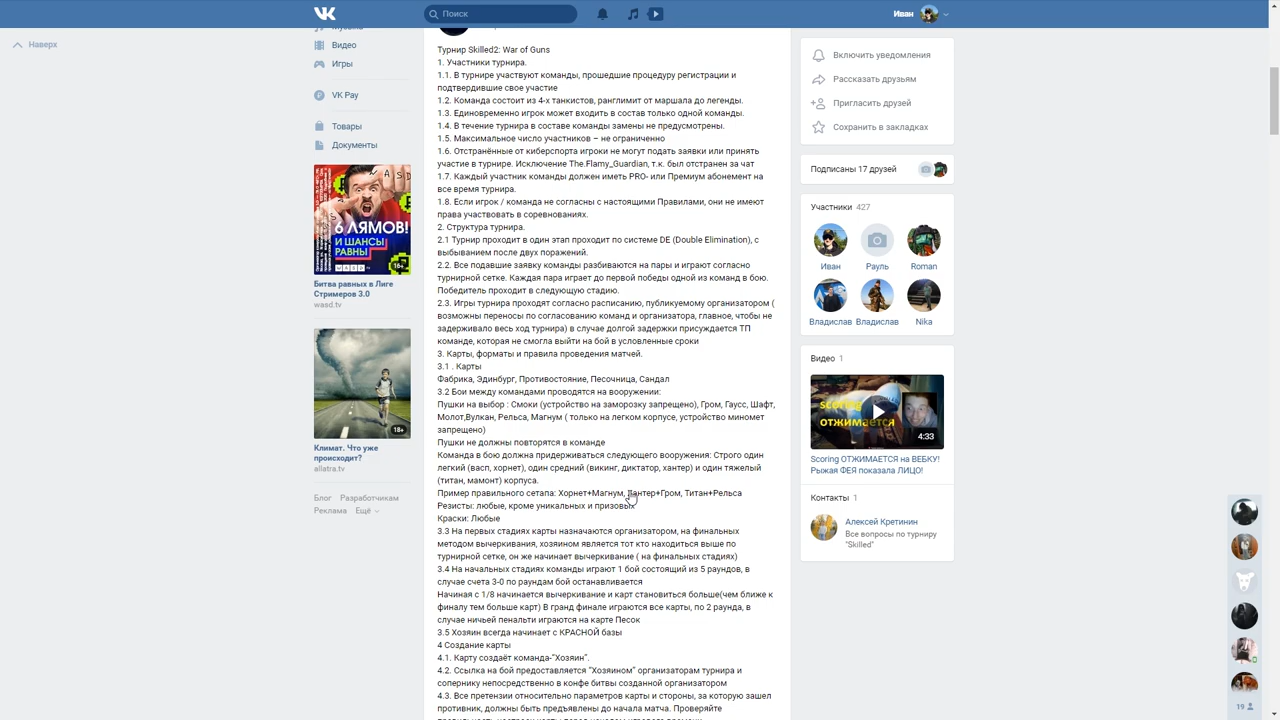 Поиск
Иван
Наверх
Видео
Игры
VK Pay
Товары
Документы
6 ЛЯМОВ!
И ШАНСЫ
РАВНЫ
16+
Битва равных в Лиге
Стримеров 3.0
wasd.tv
18+
Климат. Что уже
происходит?
allatra.tv
Блог Разработчикам
Реклама Ещё
Турнир Skilled2: War of Guns
1. Участники турнира.
1.1. В турнире участвуют команды, прошедшие процедуру регистрации и
подтвердившие свое участие
1.2. Команда состоит из 4-х танкистов, ранглимит от маршала до легенды.
1.3. Единовременно игрок может входить в состав только одной команды.
1.4. В течение турнира в составе команды замены не предусмотрены.
1.5. Максимальное число участников – не ограниченно
1.6. Отстранённые от киберспорта игроки не могут подать заявки или принять
участие в турнире. Исключение The.Flamy_Guardian, т.к. был отстранен за чат
1.7. Каждый участник команды должен иметь PRO- или Премиум абонемент на
все время турнира.
1.8. Если игрок / команда не согласны с настоящими Правилами, они не имеют
права участвовать в соревнованиях.
2. Структура турнира.
2.1 Турнир проходит в один этап проходит по системе DE (Double Elimination), с
выбыванием после двух поражений.
2.2. Все подавшие заявку команды разбиваются на пары и играют согласно
турнирной сетке. Каждая пара играет до первой победы одной из команд в бою.
Победитель проходит в следующую стадию.
2.3. Игры турнира проходят согласно расписанию, публикуемому организатором (
возможны переносы по согласованию команд и организатора, главное, чтобы не
задерживало весь ход турнира) в случае долгой задержки присуждается ТП
команде, которая не смогла выйти на бой в условленные сроки
3. Карты, форматы и правила проведения матчей.
3.1 . Карты
Фабрика, Эдинбург, Противостояние, Песочница, Сандал
3.2 Бои между командами проводятся на вооружении:
Пушки на выбор : Смоки (устройство на заморозку запрещено), Гром, Гаусс, Шафт,
Молот,Вулкан, Рельса, Магнум ( только на легком корпусе, устройство миномет
запрещено)
Пушки не должны повторятся в команде
Команда в бою должна придерживаться следующего вооружения: Строго один
легкий (васп, хорнет), один средний (викинг, диктатор, хантер) и один тяжелый
(титан, мамонт) корпуса.
Пример правильного сетапа: Хорнет+Магнум, Хантер+Гром, Титан+Рельса
Резисты: любые, кроме уникальных и призовых
Краски: Любые
3.3 На первых стадиях карты назначаются организатором, на финальных
методом вычеркивания, хозяином является тот кто находиться выше по
турнирной сетке, он же начинает вычеркивание ( на финальных стадиях)
3.4 На начальных стадиях команды играют 1 бой состоящий из 5 раундов, в
случае счета 3-0 по раундам бой останавливается
Начиная с 1/8 начинается вычеркивание и карт становиться больше(чем ближе к
финалу тем больше карт) В гранд финале играются все карты, по 2 раунда, в
случае ничьей пенальти играются на карте Песок
3.5 Хозяин всегда начинает с КРАСНОЙ базы
4 Создание карты
4.1. Карту создаёт команда-"Хозяин".
4.2. Ссылка на бой предоставляется "Хозяином" организаторам турнира и
сопернику непосредственно в конфе битвы созданной организатором
4.3. Все претензии относительно параметров карты и стороны, за которую зашел
противник, должны быть предъявлены до начала матча. Проверяйте
Включить уведомления
Рассказать друзьям
Пригласить друзей
Сохранить в закладках
Подписаны 17 друзей
Участники 427
Иван Рауль Roman
Владислав Владислав Nika
Видео 1
scoring
отжимается
4:33
Scoring ОТЖИМАЕТСЯ на ВЕБКУ!
Рыжая ФЕЯ показала ЛИЦО!
Контакты 1
Алексей Кретинин
Все вопросы по турниру
"Skilled"
19